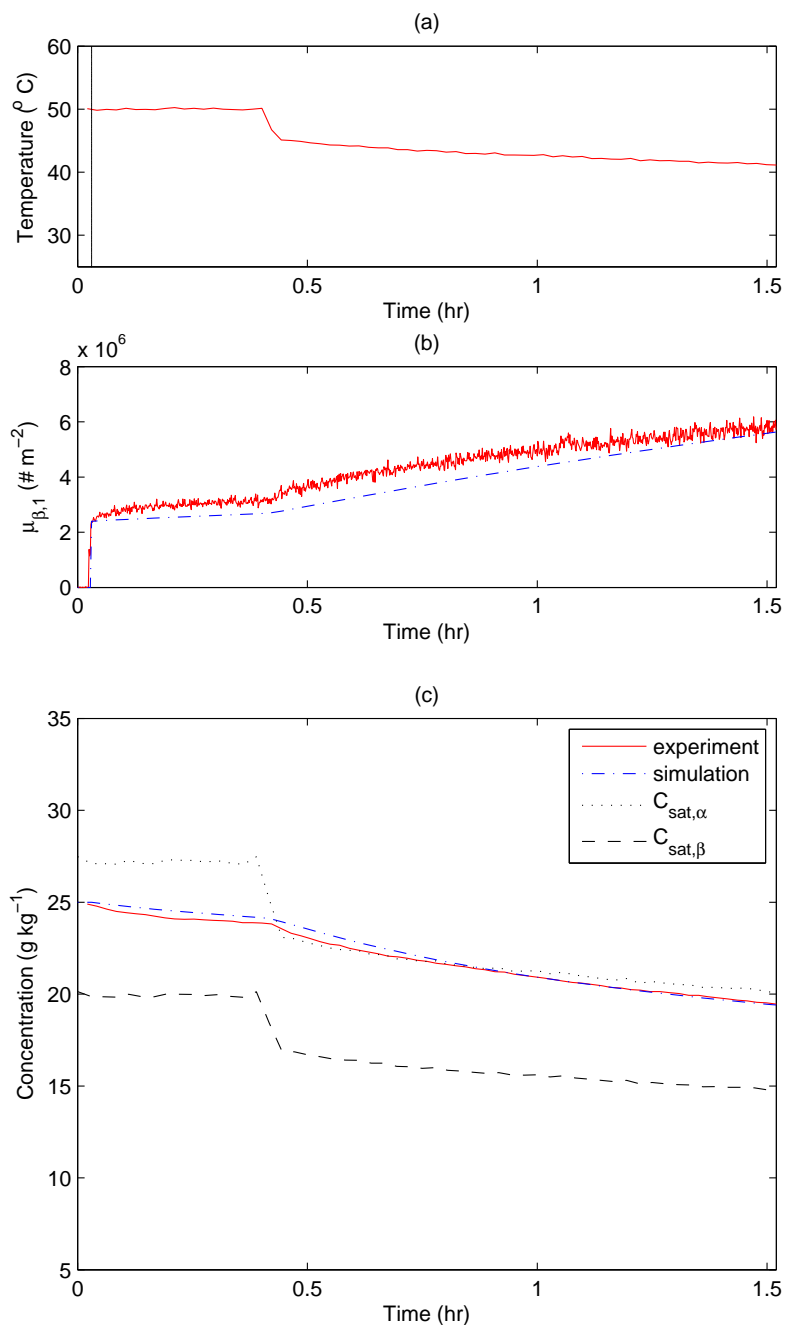 (a)
60
50
40
30
Temperature (° C)
0
0.5
1
1.5
Time (hr)
(b)
x 10⁶
8
6
4
2
0
μβ,1 (# m⁻²)
0
0.5
1
1.5
Time (hr)
(c)
35
30
25
20
15
10
5
Concentration (g kg⁻¹)
experiment
simulation
Csat,α
Csat,β
0
0.5
1
1.5
Time (hr)